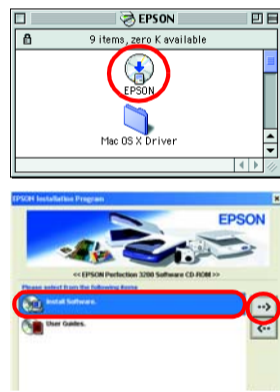 EPSON
9 items, zero K available
EPSON
Mac OS X Driver
EPSON Installation Program
EPSON
<< EPSON Perfection 3200 Software CD-ROM >>
Please select from the following items
Install Software.
User Guides.
-->
<--